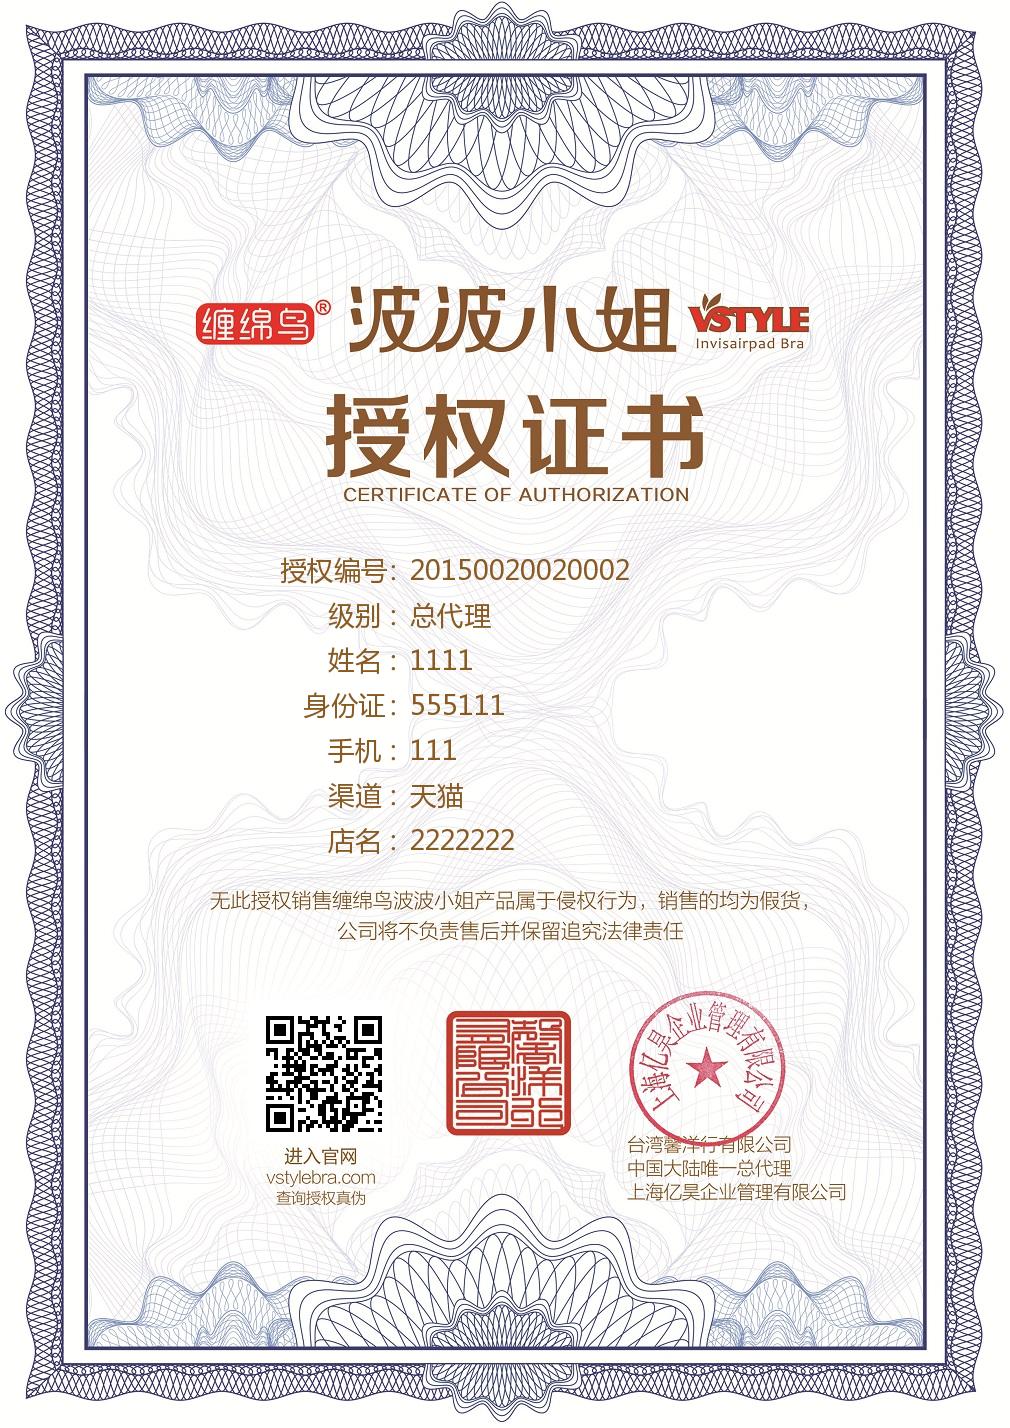 缠绵鸟® 波波小姐 VSTYLE
Invisairpad Bra
授权证书
CERTIFICATE OF AUTHORIZATION
授权编号：20150020020002
级别：总代理
姓名：1111
身份证：555111
手机：111
渠道：天猫
店名：2222222
无此授权销售缠绵鸟波波小姐产品属于侵权行为，销售的均为假货，
公司将不负责售后并保留追究法律责任
进入官网
vstylebra.com
查询授权真伪
馨洋行有限公司
上海亿昊企业管理有限公司
台湾馨洋行有限公司
中国大陆唯一总代理
上海亿昊企业管理有限公司